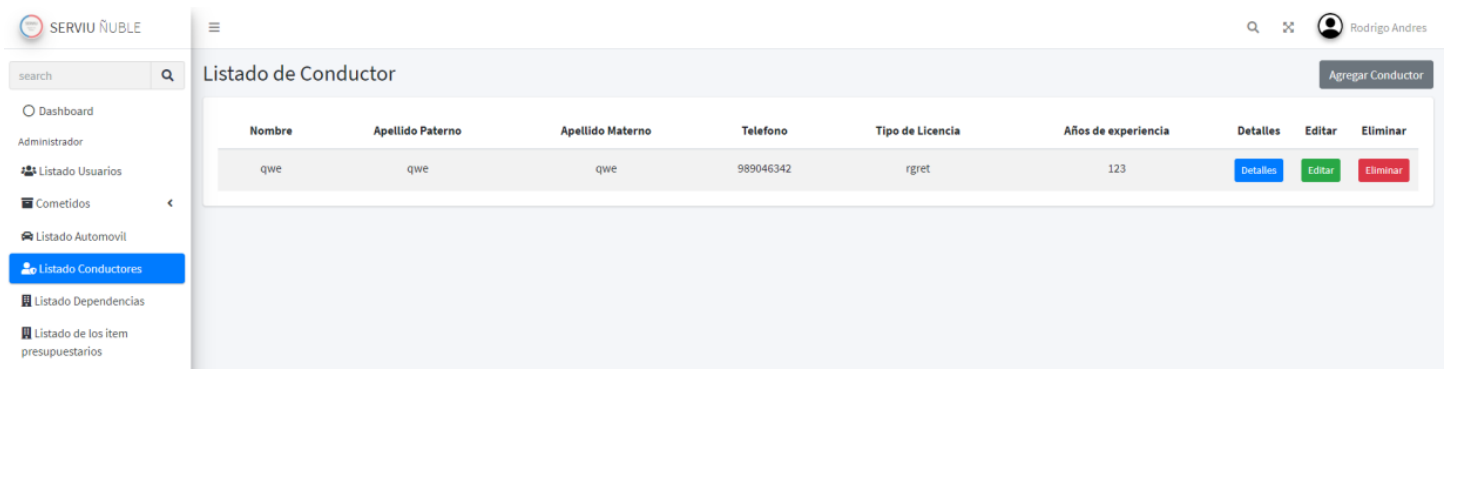 SERVIU ÑUBLE
Rodrigo Andres
search
Listado de Conductor
Agregar Conductor
Dashboard
Administrador
Listado Usuarios
Cometidos
Listado Automovil
Listado Conductores
Listado Dependencias
Listado de los item
presupuestarios
Nombre Apellido Paterno Apellido Materno Telefono Tipo de Licencia Años de experiencia Detalles Editar Eliminar
qwe qwe qwe 989046342 rgret 123 Detalles Editar Eliminar